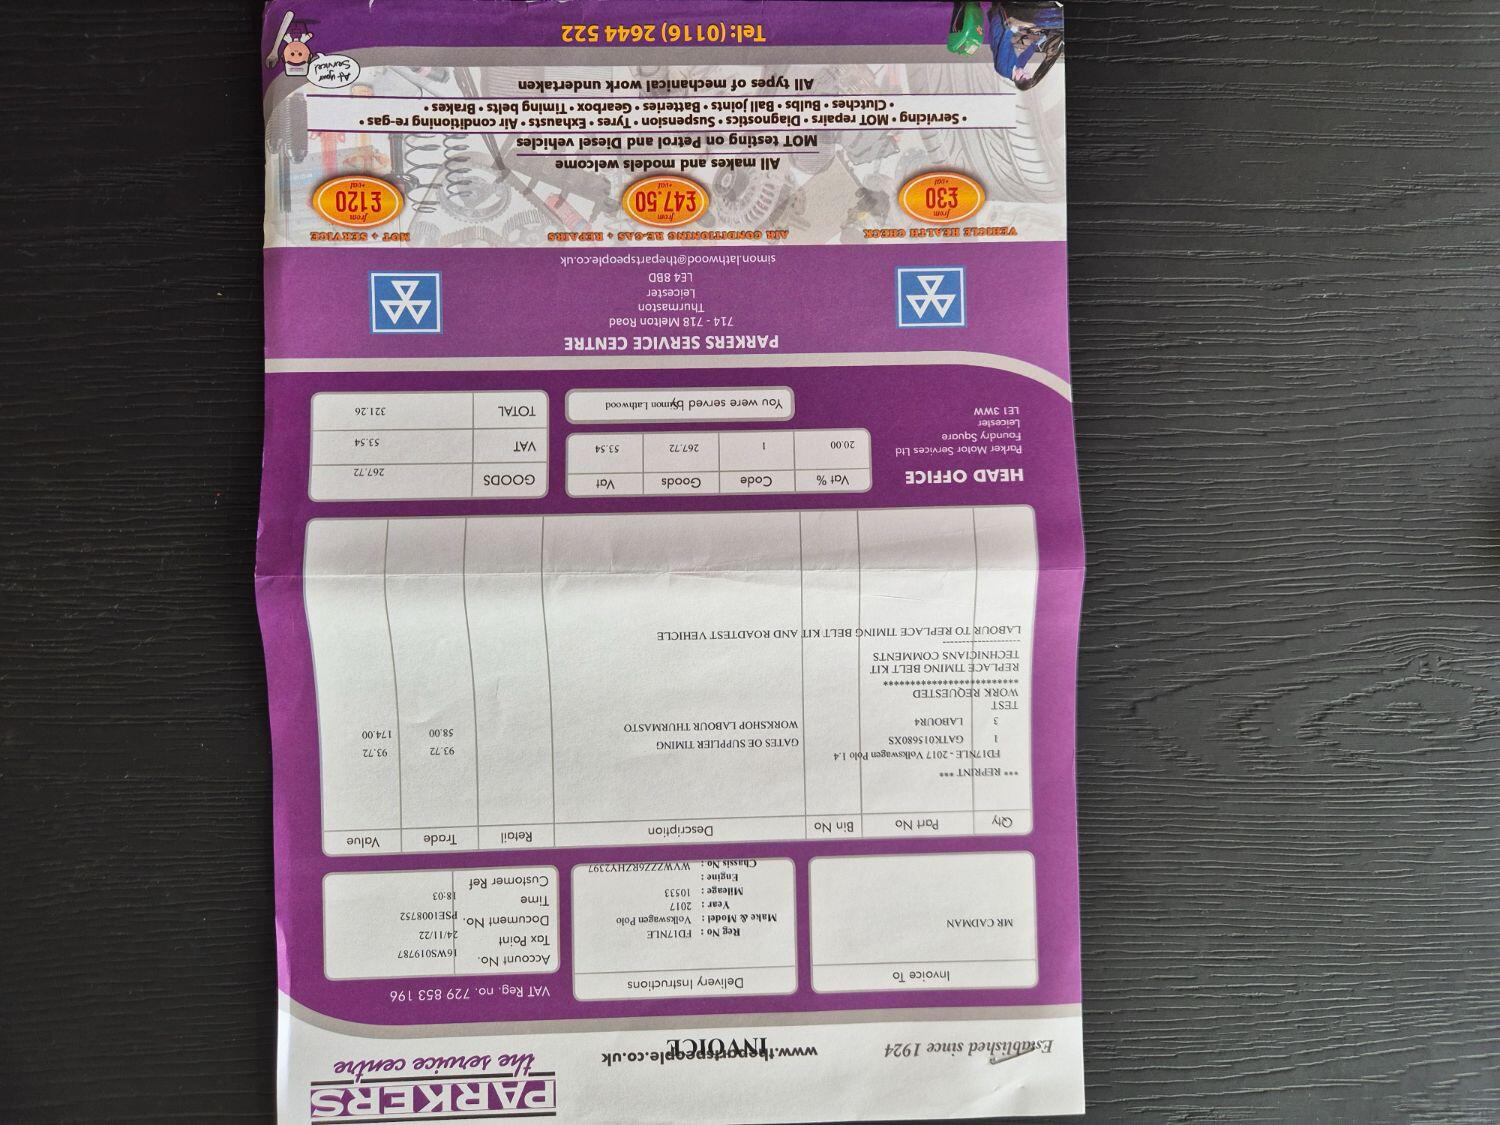 PARKERS
the service centre
Established since 1924
www.thepartspeople.co.uk
INVOICE
VAT Reg. no. 729 853 196
Invoice To
MR CADMAN
Delivery Instructions
Reg No : FD17NLE
Make & Model : Volkswagen Polo
Year : 2017
Mileage : 10533
Engine :
Chassis No : WVWZZZ6RZHY2397
Account No. 16WS019787
Tax Point 24/11/22
Document No. PSE1008752
Time 18:03
Customer Ref
Qty Part No Bin No Description Retail Trade Value
*** REPRINT ***
FD17NLE - 2017 Volkswagen Polo 1.4
1 GATK015680XS GATES OE SUPPLIER TIMING 93.72 93.72
3 LABOUR4 WORKSHOP LABOUR THURMASTO 58.00 174.00
TEST
WORK REQUESTED
**************************
REPLACE TIMING BELT KIT
TECHNICIANS COMMENTS
--------------------
LABOUR TO REPLACE TIMING BELT KIT AND ROADTEST VEHICLE
HEAD OFFICE
Parker Motor Services Ltd
Foundry Square
Leicester
LE1 3WW
Vat % Code Goods Vat
20.00 1 267.72 53.54
You were served by Simon Lathwood
GOODS 267.72
VAT 53.54
TOTAL 321.26
PARKERS SERVICE CENTRE
714 - 718 Melton Road
Thurmaston
Leicester
LE4 8BD
simon.lathwood@thepartspeople.co.uk
VEHICLE HEALTH CHECK
from
£30
+vat
AIR CONDITIONING RE-GAS + REPAIRS
from
£47.50
+vat
MOT + SERVICE
from
£120
+vat
All makes and models welcome
MOT testing on Petrol and Diesel vehicles
• Servicing • MOT repairs • Diagnostics • Suspension • Tyres • Exhausts • Air conditioning re-gas •
• Clutches • Bulbs • Ball joints • Batteries • Gearbox • Timing belts • Brakes •
All types of mechanical work undertaken
At your
Service!
Tel: (0116) 2644 522